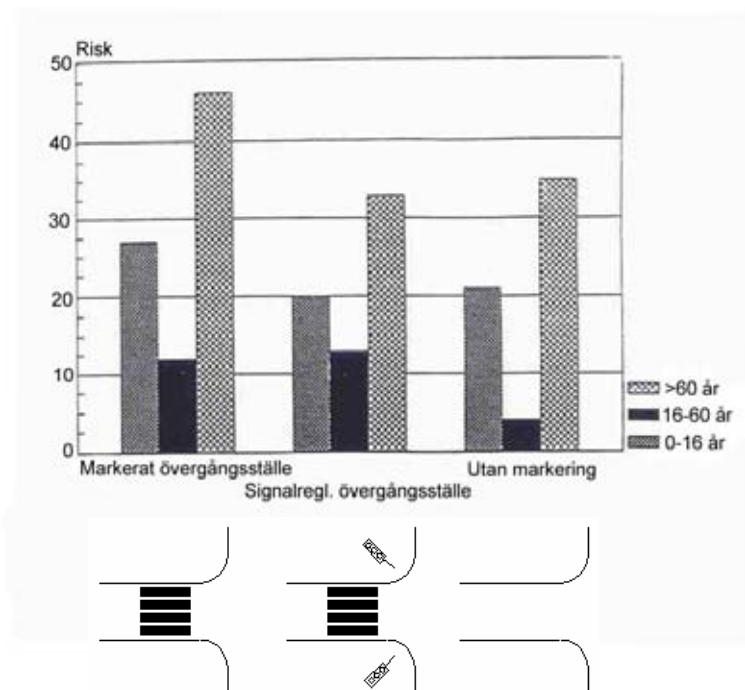 Risk
50
40
30
20
10
0
>60 år
16-60 år
0-16 år
Markerat övergångsställe
Utan markering
Signalregl. övergångsställe